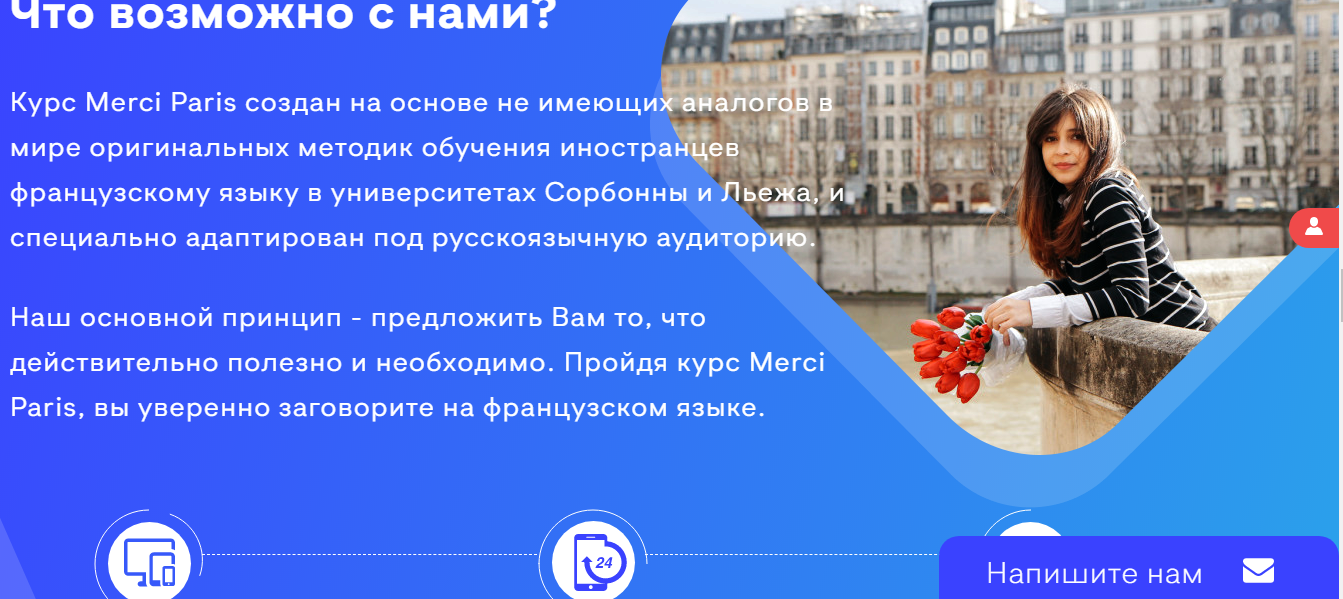 Что возможно с нами?
Курс Merci Paris создан на основе не имеющих аналогов в
мире оригинальных методик обучения иностранцев
французскому языку в университетах Сорбонны и Льежа, и
специально адаптирован под русскоязычную аудиторию.
Наш основной принцип - предложить Вам то, что
действительно полезно и необходимо. Пройдя курс Merci
Paris, вы уверенно заговорите на французском языке.
24
Напишите нам